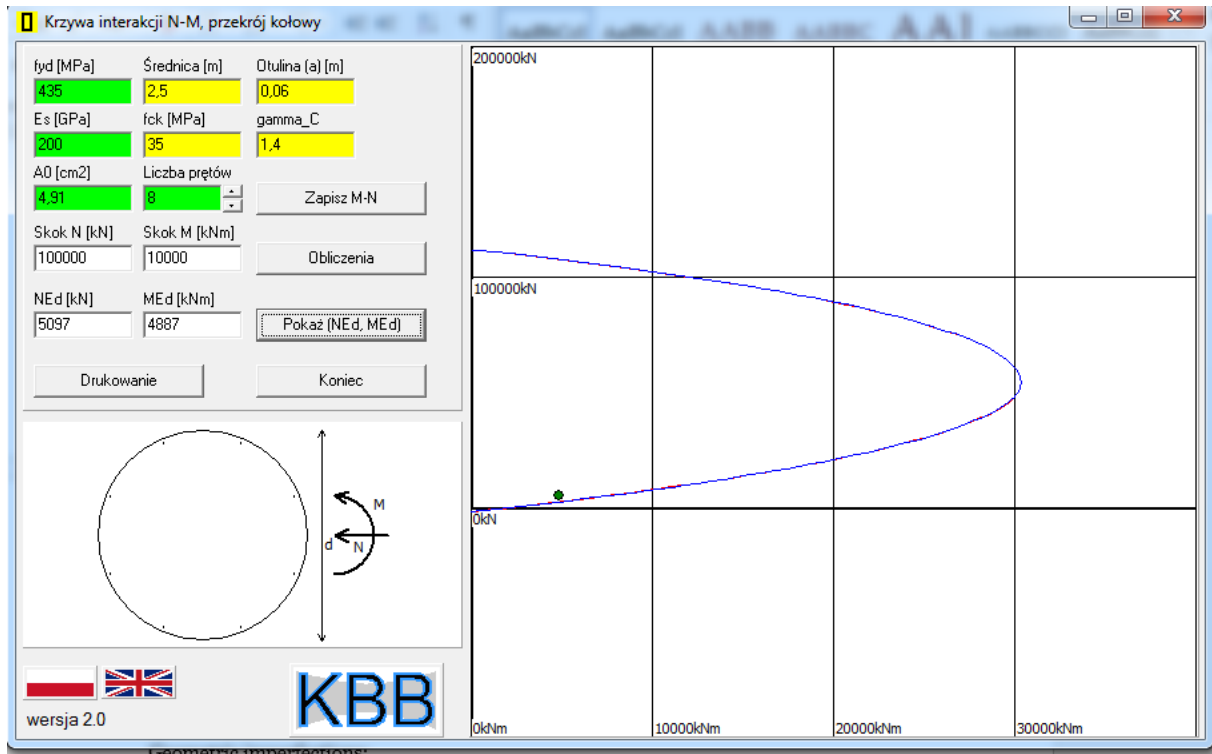 Krzywa interakcji N-M, przekrój kołowy
fyd [MPa] Średnica [m] Otulina (a) [m]
435 2,5 0,06
Es [GPa] fck [MPa] gamma_C
200 35 1,4
A0 [cm2] Liczba prętów
4,91 8 Zapisz M-N
Skok N [kN] Skok M [kNm]
100000 10000 Obliczenia
NEd [kN] MEd [kNm]
5097 4887 Pokaż (NEd, MEd)
Drukowanie Koniec
M
d N
KBB
wersja 2.0
200000kN
100000kN
0kN
0kNm 10000kNm 20000kNm 30000kNm
Geometric imperfections: